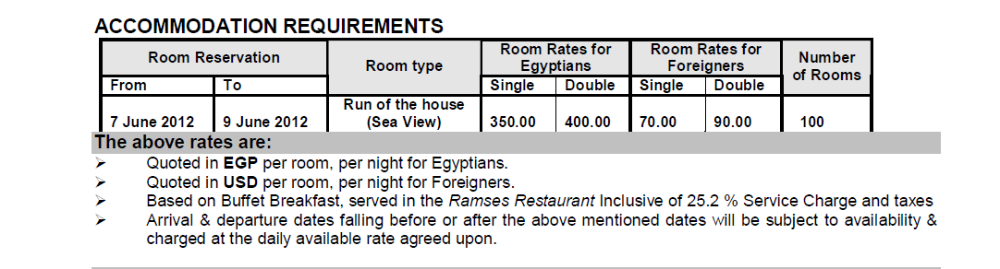 ACCOMMODATION REQUIREMENTS
Room Reservation Room type Room Rates for Egyptians Room Rates for Foreigners Number of Rooms
From To Single Double Single Double
7 June 2012 9 June 2012 Run of the house (Sea View) 350.00 400.00 70.00 90.00 100
The above rates are:
➢ Quoted in EGP per room, per night for Egyptians.
➢ Quoted in USD per room, per night for Foreigners.
➢ Based on Buffet Breakfast, served in the Ramses Restaurant Inclusive of 25.2 % Service Charge and taxes
➢ Arrival & departure dates falling before or after the above mentioned dates will be subject to availability &
charged at the daily available rate agreed upon.